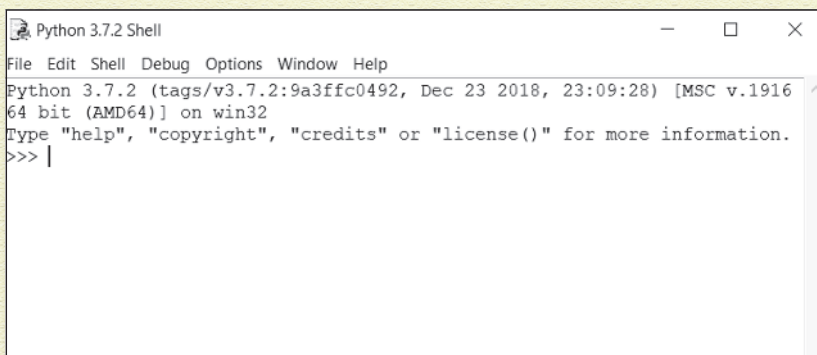 Python 3.7.2 Shell
File Edit Shell Debug Options Window Help
Python 3.7.2 (tags/v3.7.2:9a3ffc0492, Dec 23 2018, 23:09:28) [MSC v.1916
64 bit (AMD64)] on win32
Type "help", "copyright", "credits" or "license()" for more information.
>>>